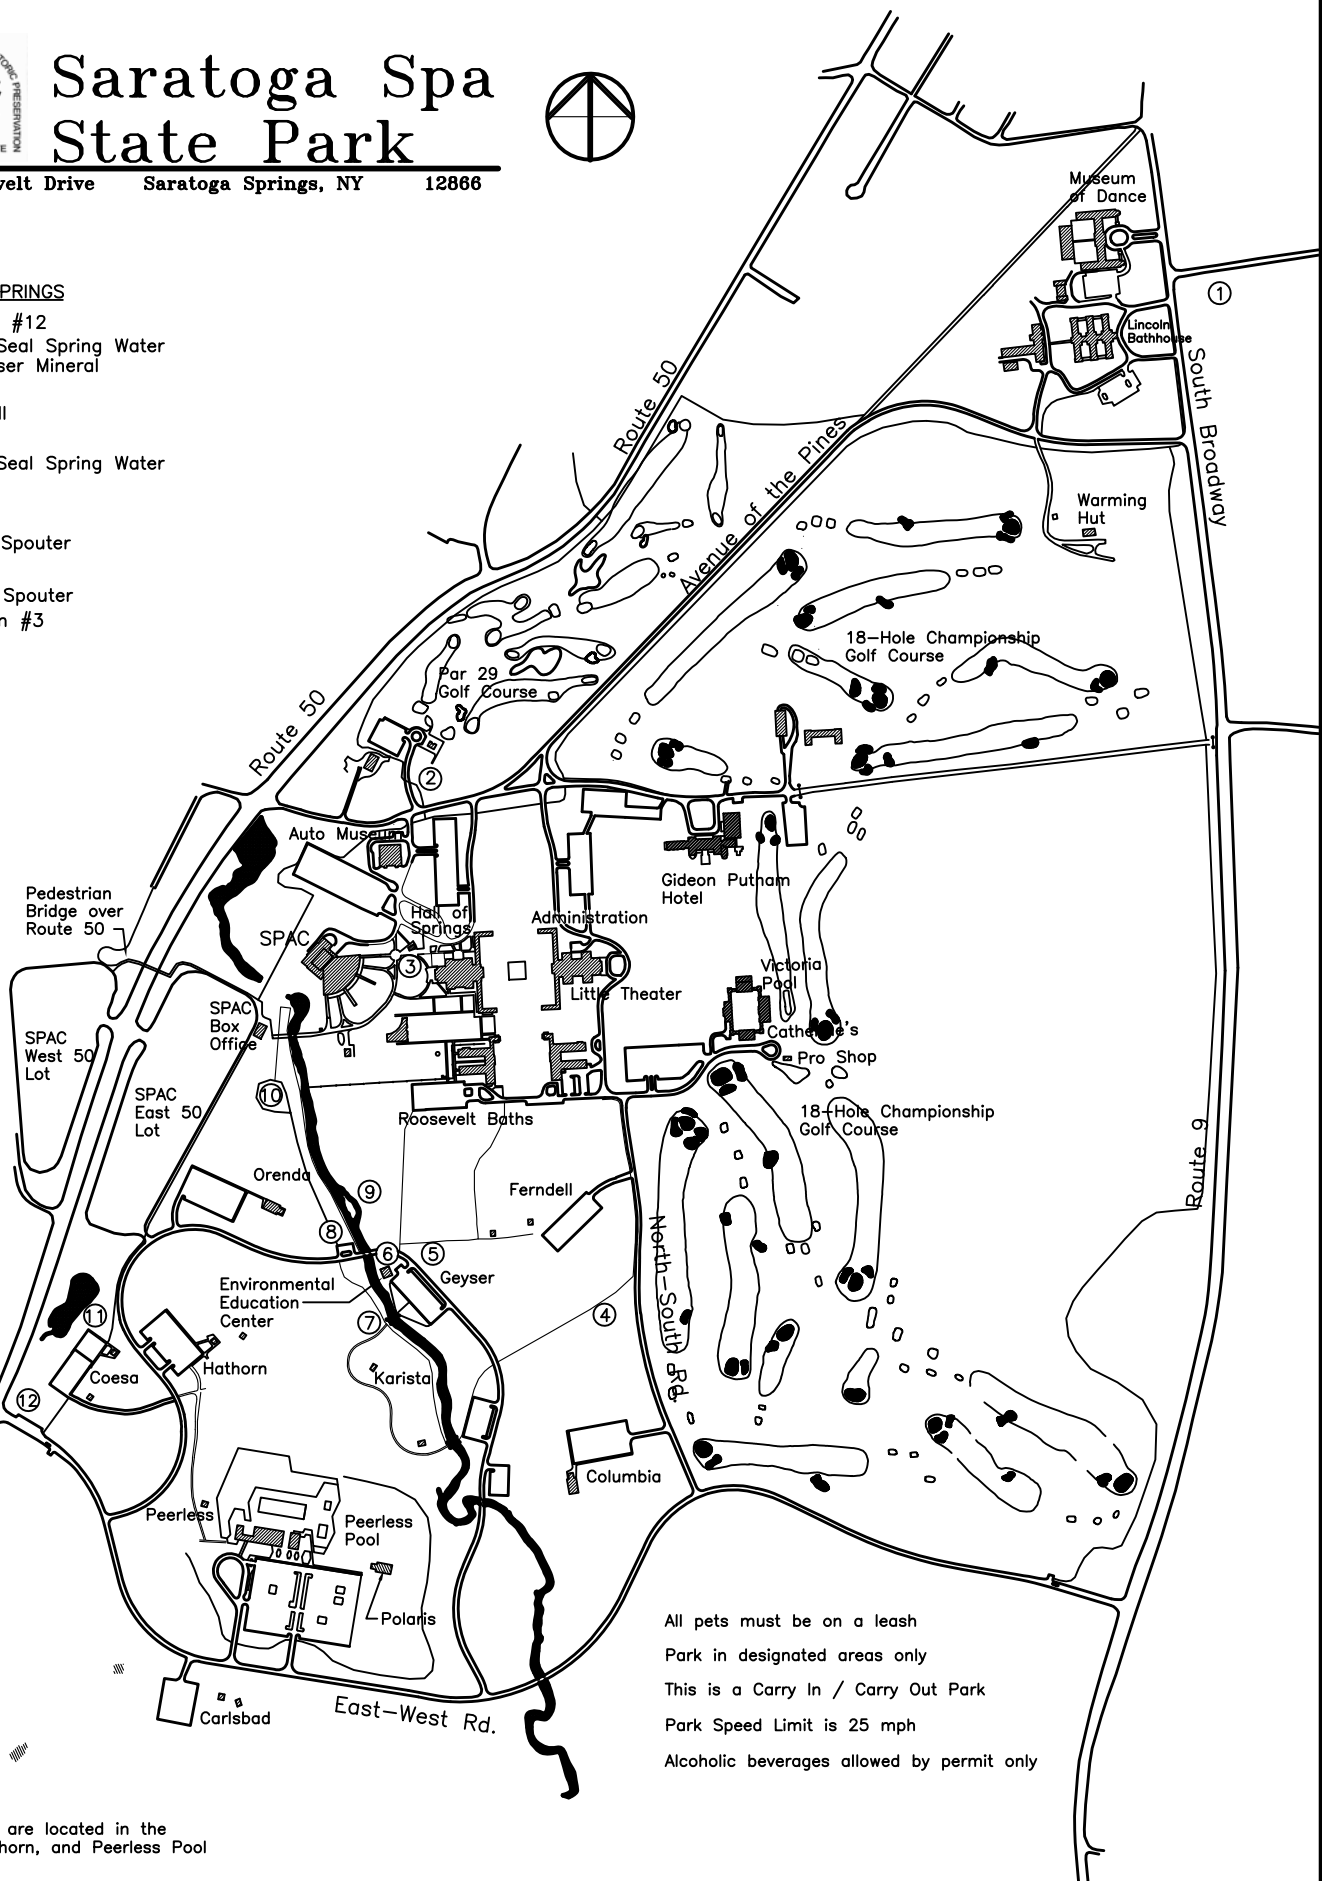 Saratoga Spa
State Park
velt Drive Saratoga Springs, NY 12866
TORIC PRESERVATION
PRINGS
#12
Seal Spring Water
ser Mineral
ll
Seal Spring Water
Spouter
Spouter
n #3
Museum
of Dance
1
Lincoln
Bathhouse
South Broadway
Route 50
Avenue of the Pines
Warming
Hut
18-Hole Championship
Golf Course
Par 29
Golf Course
Route 50
2
Auto Museum
Pedestrian
Bridge over
Route 50
Gideon Putnam
Hotel
Hall of
Springs
Administration
SPAC
3
Little Theater
Victoria
Pool
Catherine's
Pro Shop
SPAC
Box
Office
SPAC
West 50
Lot
SPAC
East 50
Lot
10
Roosevelt Baths
18-Hole Championship
Golf Course
Route 9
Orenda
9
Ferndell
8
6
5
Geyser
North-South Rd.
Environmental
Education
Center
7
4
11
Hathorn
Coesa
Karista
12
Columbia
Peerless
Peerless
Pool
Polaris
Carlsbad
East-West Rd.
All pets must be on a leash
Park in designated areas only
This is a Carry In / Carry Out Park
Park Speed Limit is 25 mph
Alcoholic beverages allowed by permit only
are located in the
horn, and Peerless Pool